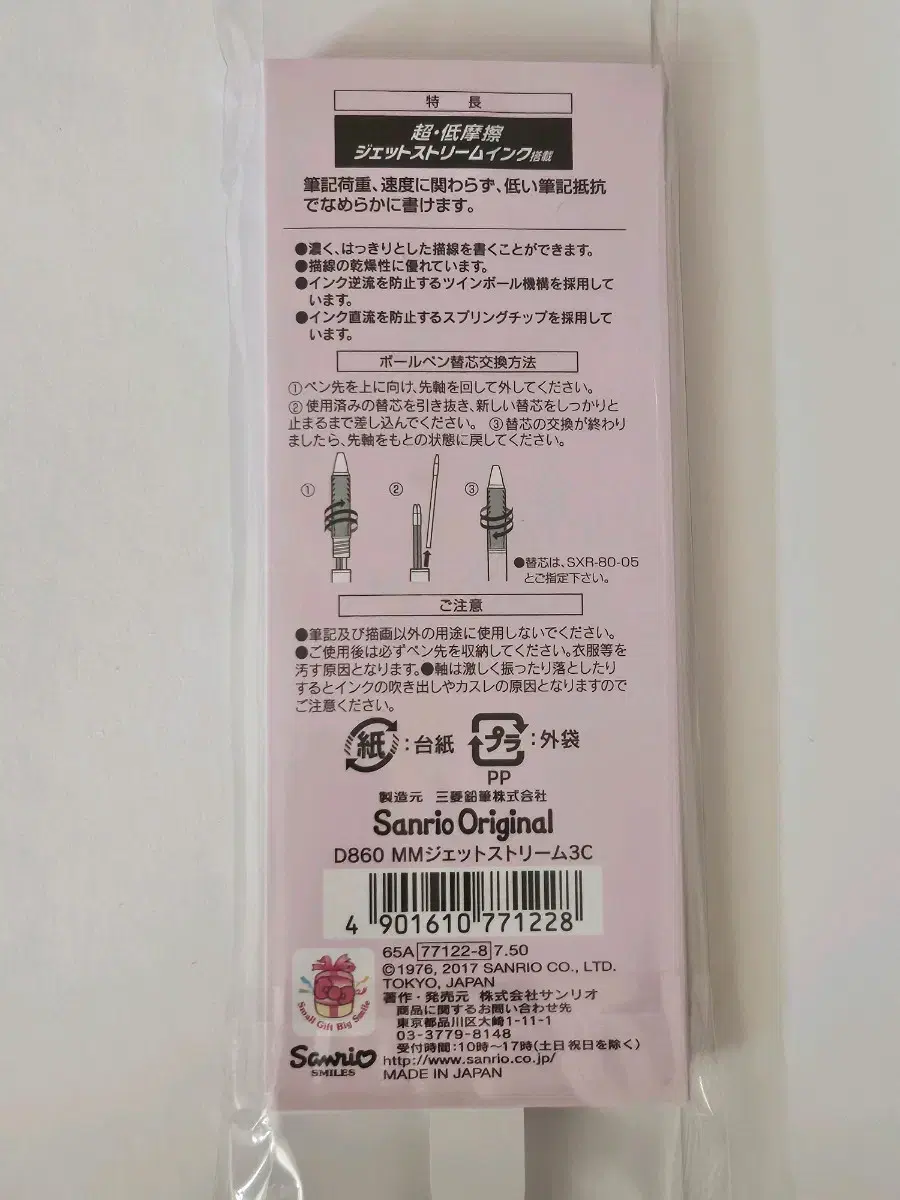 特 長
超・低摩擦
ジェットストリームインク搭載
筆記荷重、速度に関わらず、低い筆記抵抗
でなめらかに書けます。
●濃く、はっきりとした描線を書くことができます。
●描線の乾燥性に優れています。
●インク逆流を防止するツインボール機構を採用して
います。
●インク直流を防止するスプリングチップを採用して
います。
ボールペン替芯交換方法
①ペン先を上に向け、先軸を回して外してください。
②使用済みの替芯を引き抜き、新しい替芯をしっかりと
止まるまで差し込んでください。 ③替芯の交換が終わり
ましたら、先軸をもとの状態に戻してください。
① ② ③
●替芯は、SXR-80-05
とご指定下さい。
ご注意
●筆記及び描画以外の用途に使用しないでください。
●ご使用後は必ずペン先を収納してください。衣服等を
汚す原因となります。●軸は激しく振ったり落としたり
するとインクの吹き出しやカスレの原因となりますので
ご注意ください。
紙:台紙 プラ:外袋
PP
製造元 三菱鉛筆株式会社
Sanrio Original
D860 MMジェットストリーム3C
4 901610 771228
65A 77122-8 7.50
©1976, 2017 SANRIO CO., LTD.
TOKYO, JAPAN
著作・発売元 株式会社サンリオ
商品に関するお問い合わせ先
東京都品川区大崎1-11-1
03-3779-8148
受付時間:10時〜17時(土日祝日を除く)
http://www.sanrio.co.jp/
MADE IN JAPAN
Small Gift Big Smile
Sanrio
SMILES